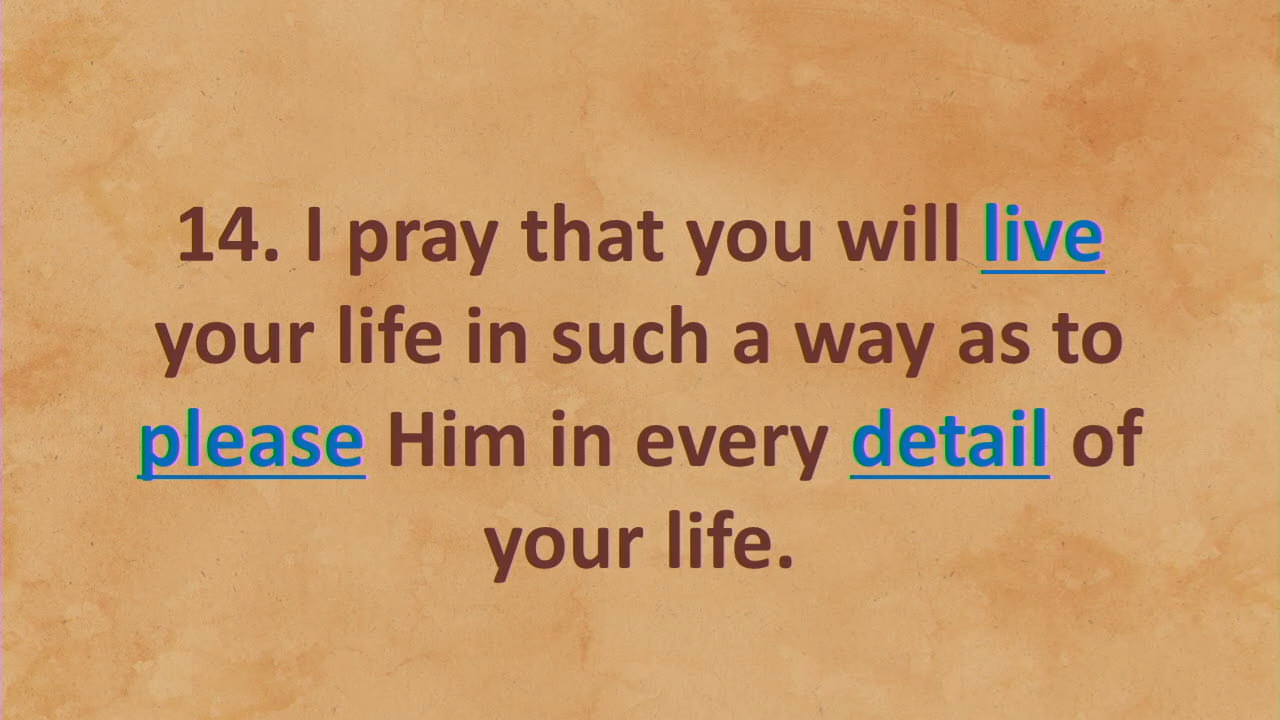 14. I pray that you will live
your life in such a way as to
please Him in every detail of
your life.